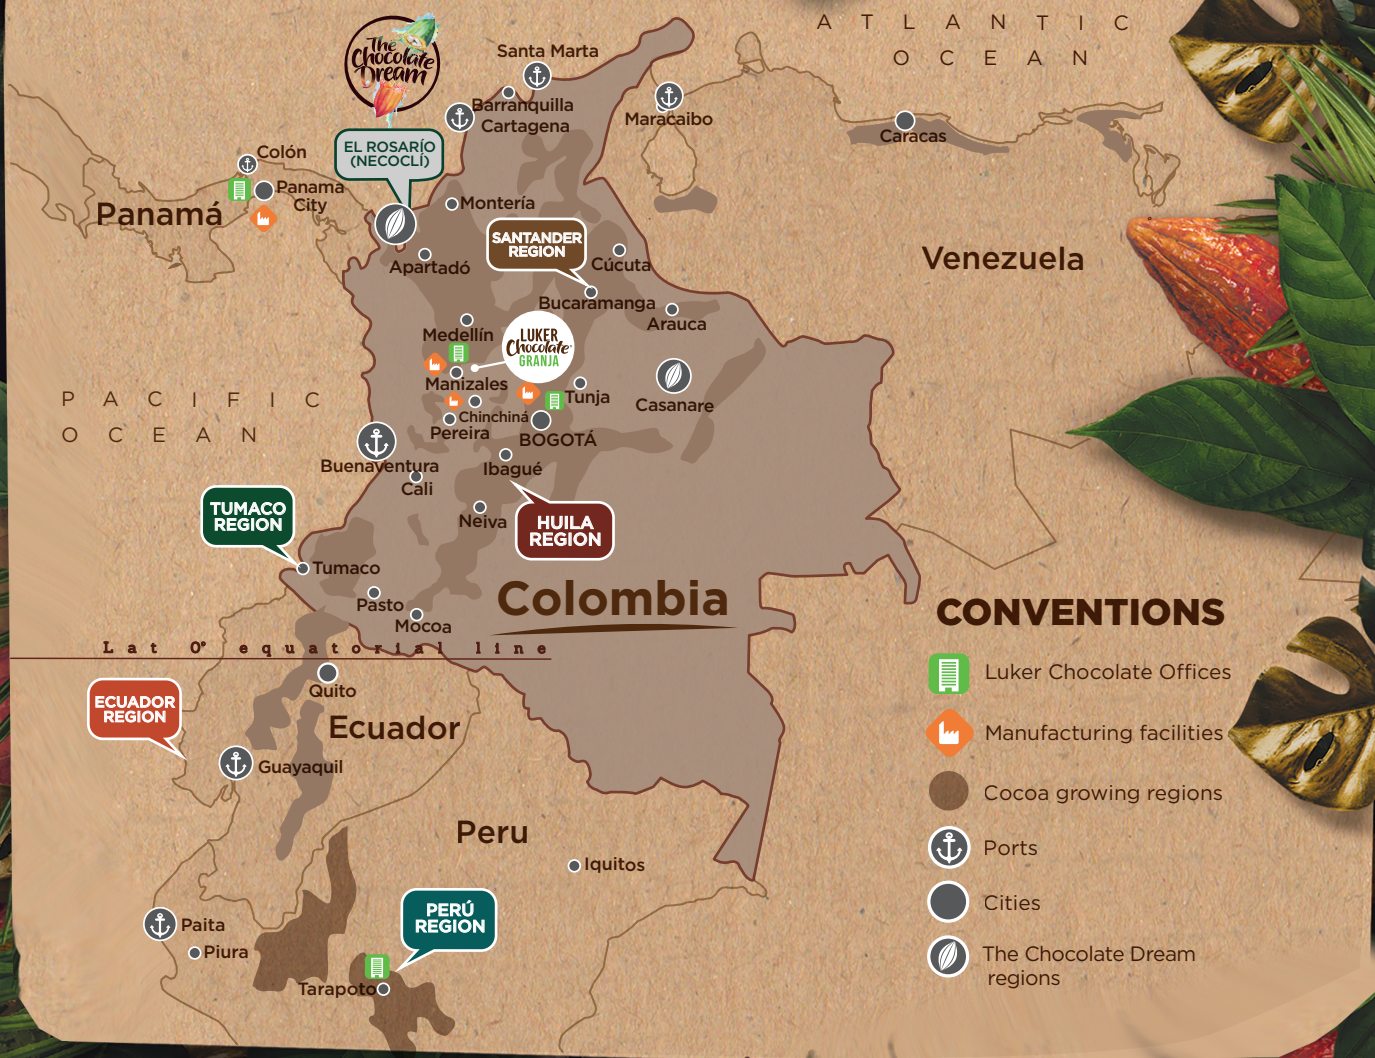 ATLANTIC
OCEAN
The
Chocolate
Dream
Santa Marta
Barranquilla
Cartagena
Maracaibo
Caracas
EL ROSARÍO
(NECOCLÍ)
Colón
Panama
City
Panamá
Montería
SANTANDER
REGION
Apartadó
Cúcuta
Venezuela
Bucaramanga
Arauca
Medellín
LUKER
Chocolate
GRANJA
Manizales
Tunja
Casanare
Chinchiná
Pereira
BOGOTÁ
PACIFIC
OCEAN
Buenaventura
Ibagué
Cali
TUMACO
REGION
Neiva
HUILA
REGION
Tumaco
Colombia
Pasto
Mocoa
Lat 0° equatorial line
Quito
ECUADOR
REGION
Ecuador
Guayaquil
Peru
Iquitos
PERÚ
REGION
Paita
Piura
Tarapoto
CONVENTIONS
Luker Chocolate Offices
Manufacturing facilities
Cocoa growing regions
Ports
Cities
The Chocolate Dream
regions